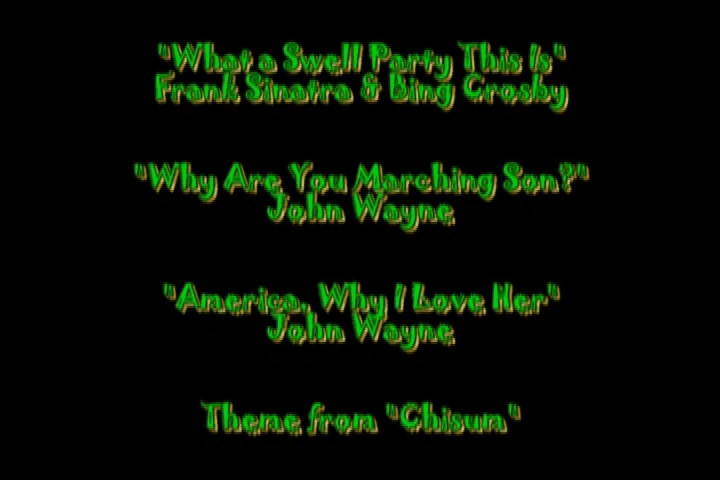 "What a Swell Party This Is"
Frank Sinatra & Bing Crosby
"Why Are You Marching Son?"
John Wayne
"America, Why I Love Her"
John Wayne
Theme from "Chisum"